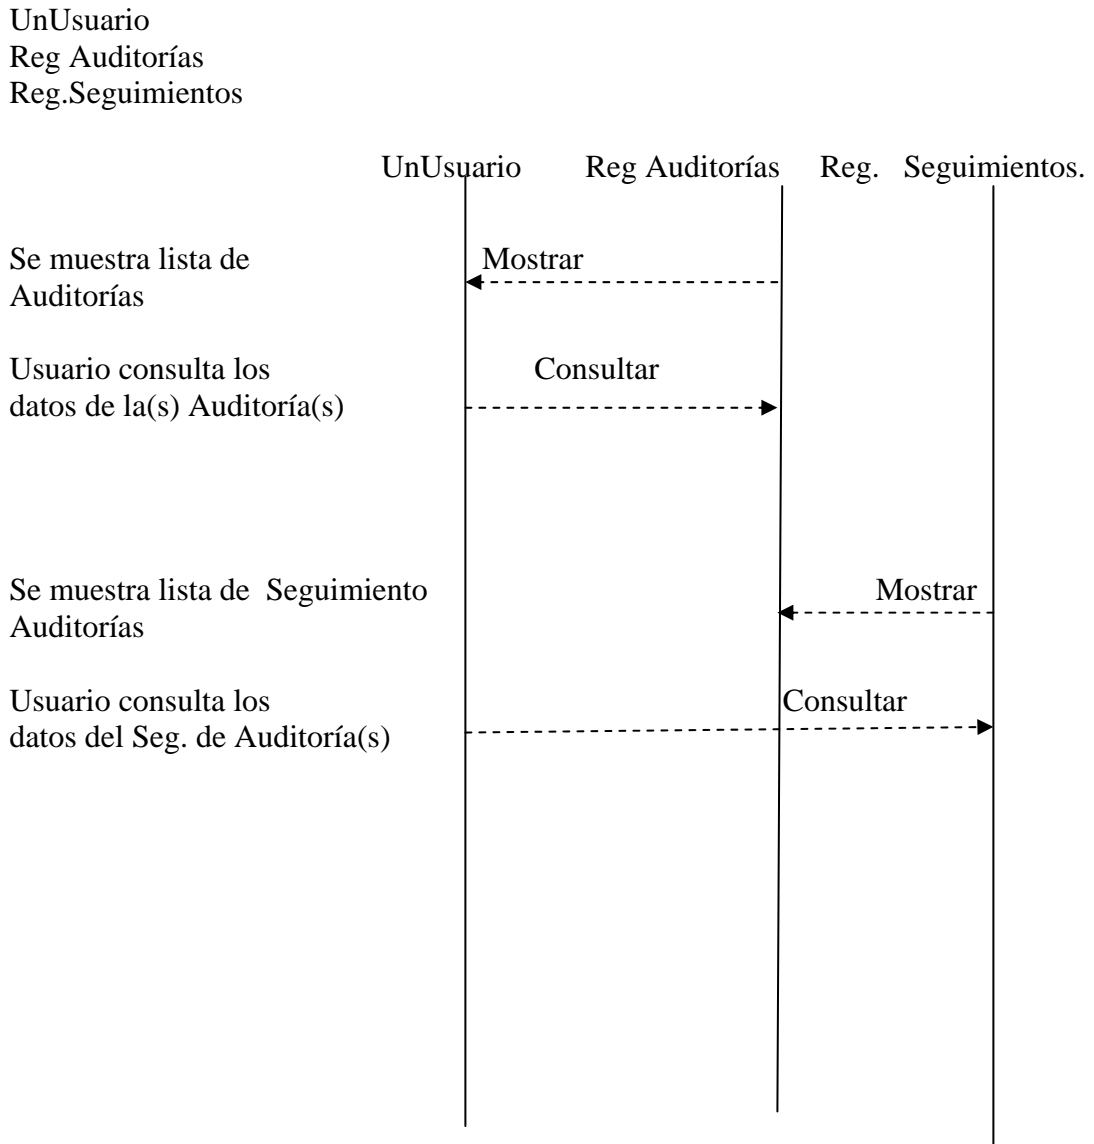 UnUsuario
Reg Auditorías
Reg.Seguimientos
UnUsuario Reg Auditorías Reg. Seguimientos.
Se muestra lista de Mostrar
Auditorías
Usuario consulta los Consultar
datos de la(s) Auditoría(s)
Se muestra lista de Seguimiento Mostrar
Auditorías
Usuario consulta los Consultar
datos del Seg. de Auditoría(s)